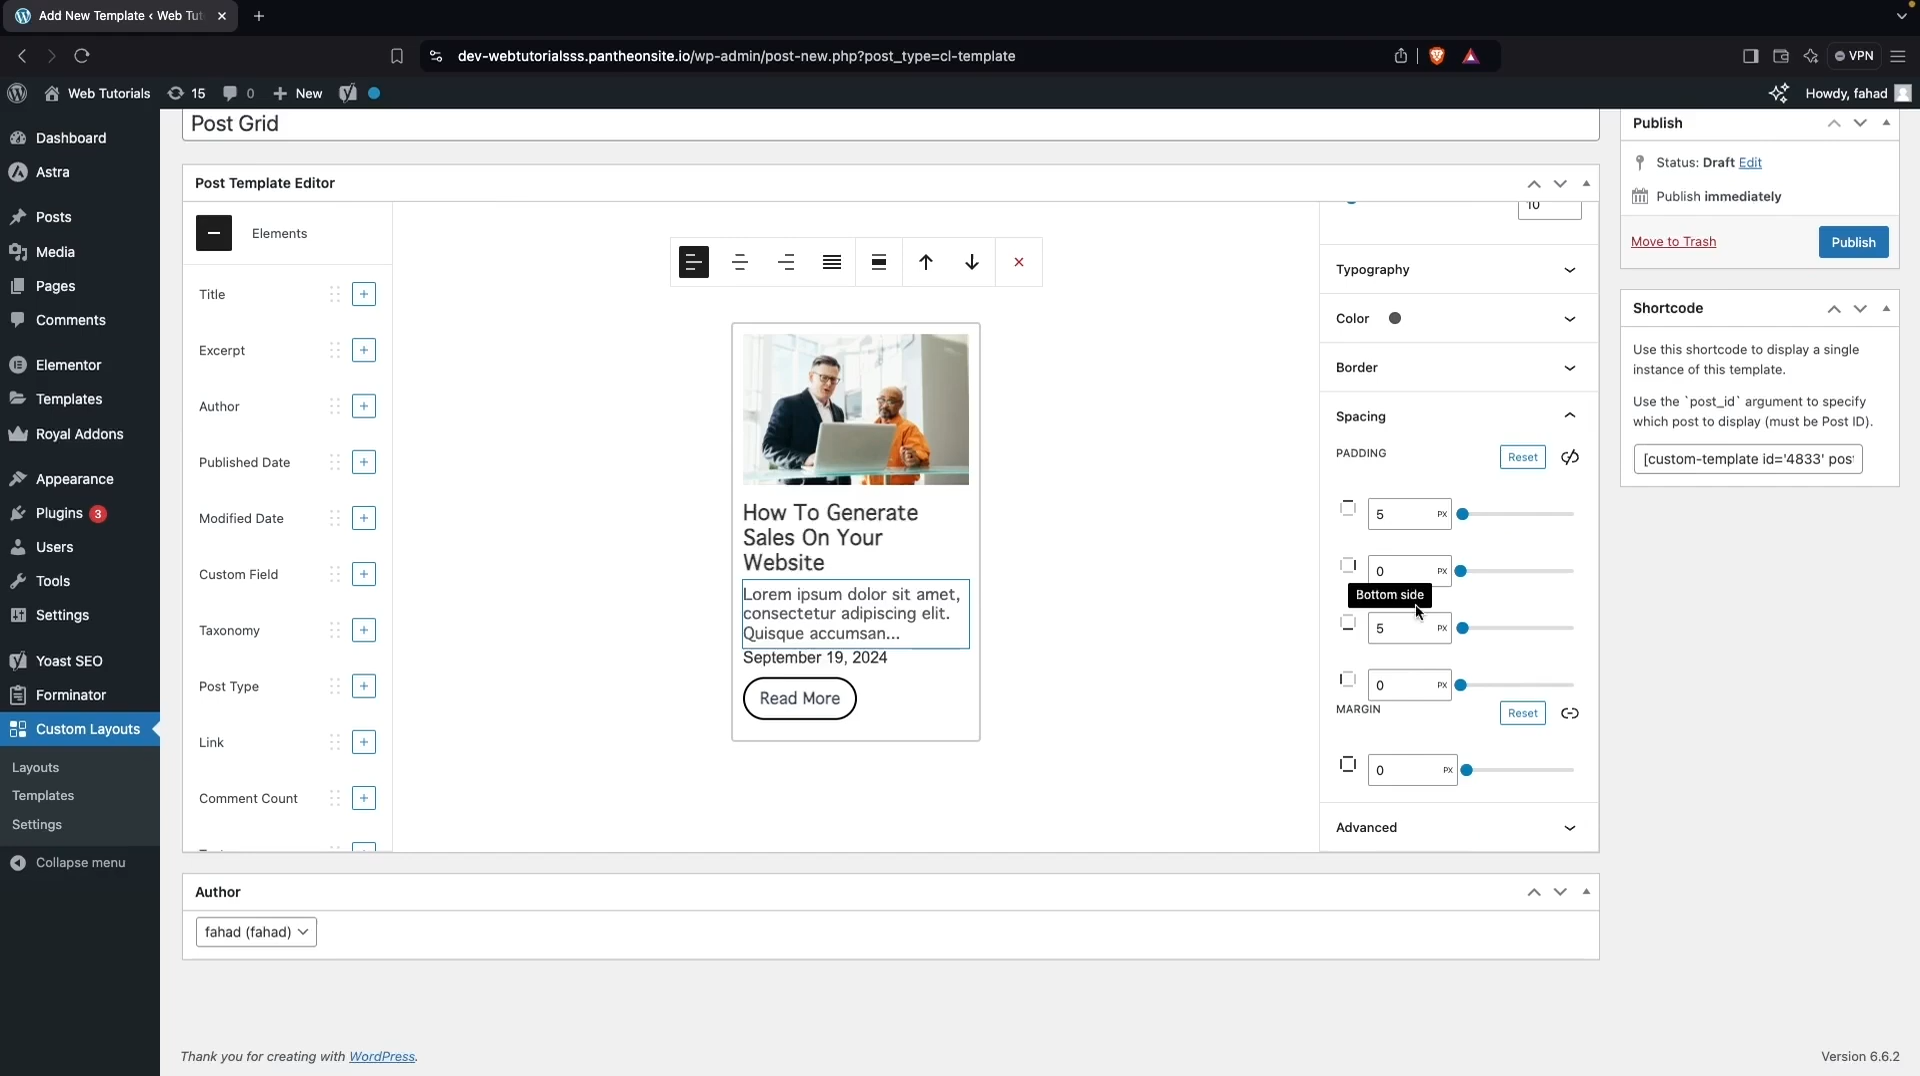 Add New Template < Web Tut
dev-webtutorialsss.pantheonsite.io/wp-admin/post-new.php?post_type=cl-template
VPN
Web Tutorials
15
0
New
Howdy, fahad
Dashboard
Astra
Posts
Media
Pages
Comments
Elementor
Templates
Royal Addons
Appearance
Plugins 3
Users
Tools
Settings
Yoast SEO
Forminator
Custom Layouts
Layouts
Templates
Settings
Collapse menu
Post Grid
Post Template Editor
Elements
Title
Excerpt
Author
Published Date
Modified Date
Custom Field
Taxonomy
Post Type
Link
Comment Count
How To Generate
Sales On Your
Website
Lorem ipsum dolor sit amet,
consectetur adipiscing elit.
Quisque accumsan...
September 19, 2024
Read More
10
Typography
Color
Border
Spacing
PADDING
Reset
5 PX
0 PX
Bottom side
5 PX
0 PX
MARGIN
Reset
0 PX
Advanced
Author
fahad (fahad)
Publish
Status: Draft Edit
Publish immediately
Move to Trash
Publish
Shortcode
Use this shortcode to display a single
instance of this template.
Use the `post_id` argument to specify
which post to display (must be Post ID).
[custom-template id='4833' pos
Thank you for creating with WordPress.
Version 6.6.2